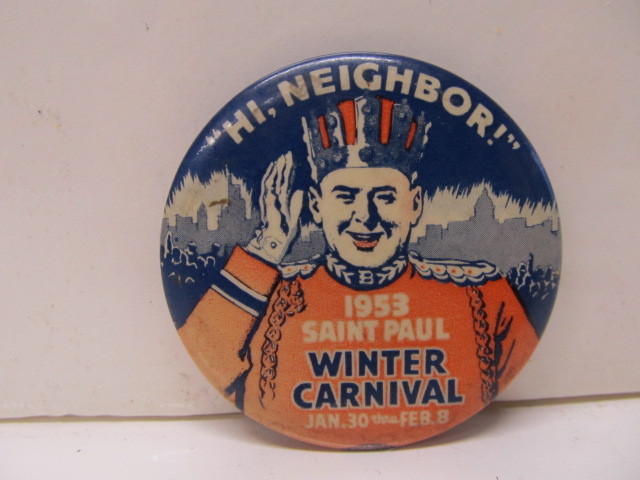 "HI, NEIGHBOR!"
B
1953
SAINT PAUL
WINTER
CARNIVAL
JAN. 30 thru FEB. 8